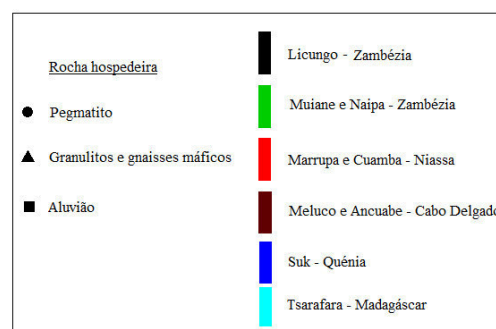 Rocha hospedeira
Pegmatito
Granulitos e gnaisses máficos
Aluvião
Licungo - Zambézia
Muiane e Naipa - Zambézia
Marrupa e Cuamba - Niassa
Meluco e Ancuabe - Cabo Delgado
Suk - Quénia
Tsarafara - Madagáscar